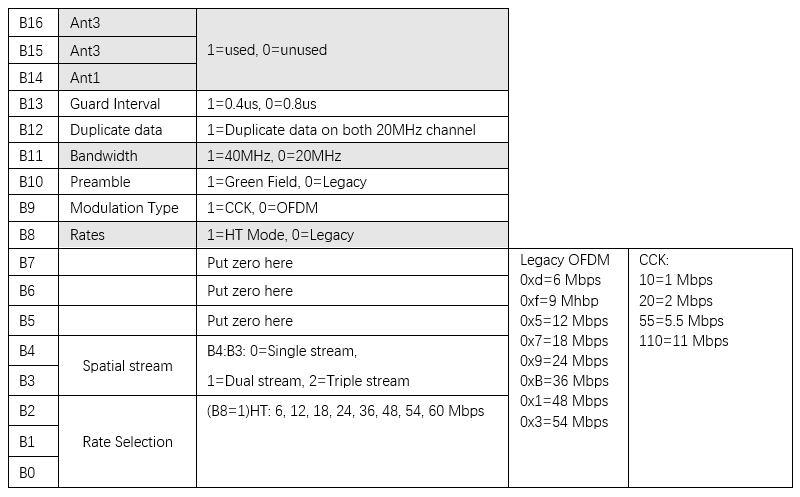 B16 Ant3
B15 Ant3 1=used, 0=unused
B14 Ant1
B13 Guard Interval 1=0.4us, 0=0.8us
B12 Duplicate data 1=Duplicate data on both 20MHz channel
B11 Bandwidth 1=40MHz, 0=20MHz
B10 Preamble 1=Green Field, 0=Legacy
B9 Modulation Type 1=CCK, 0=OFDM
B8 Rates 1=HT Mode, 0=Legacy
B7 Put zero here
B6 Put zero here
B5 Put zero here
B4 B4:B3: 0=Single stream,
Spatial stream
B3 1=Dual stream, 2=Triple stream
B2 (B8=1)HT: 6, 12, 18, 24, 36, 48, 54, 60 Mbps
B1 Rate Selection
B0
Legacy OFDM
0xd=6 Mbps
0xf=9 Mhbp
0x5=12 Mbps
0x7=18 Mbps
0x9=24 Mbps
0xB=36 Mbps
0x1=48 Mbps
0x3=54 Mbps
CCK:
10=1 Mbps
20=2 Mbps
55=5.5 Mbps
110=11 Mbps